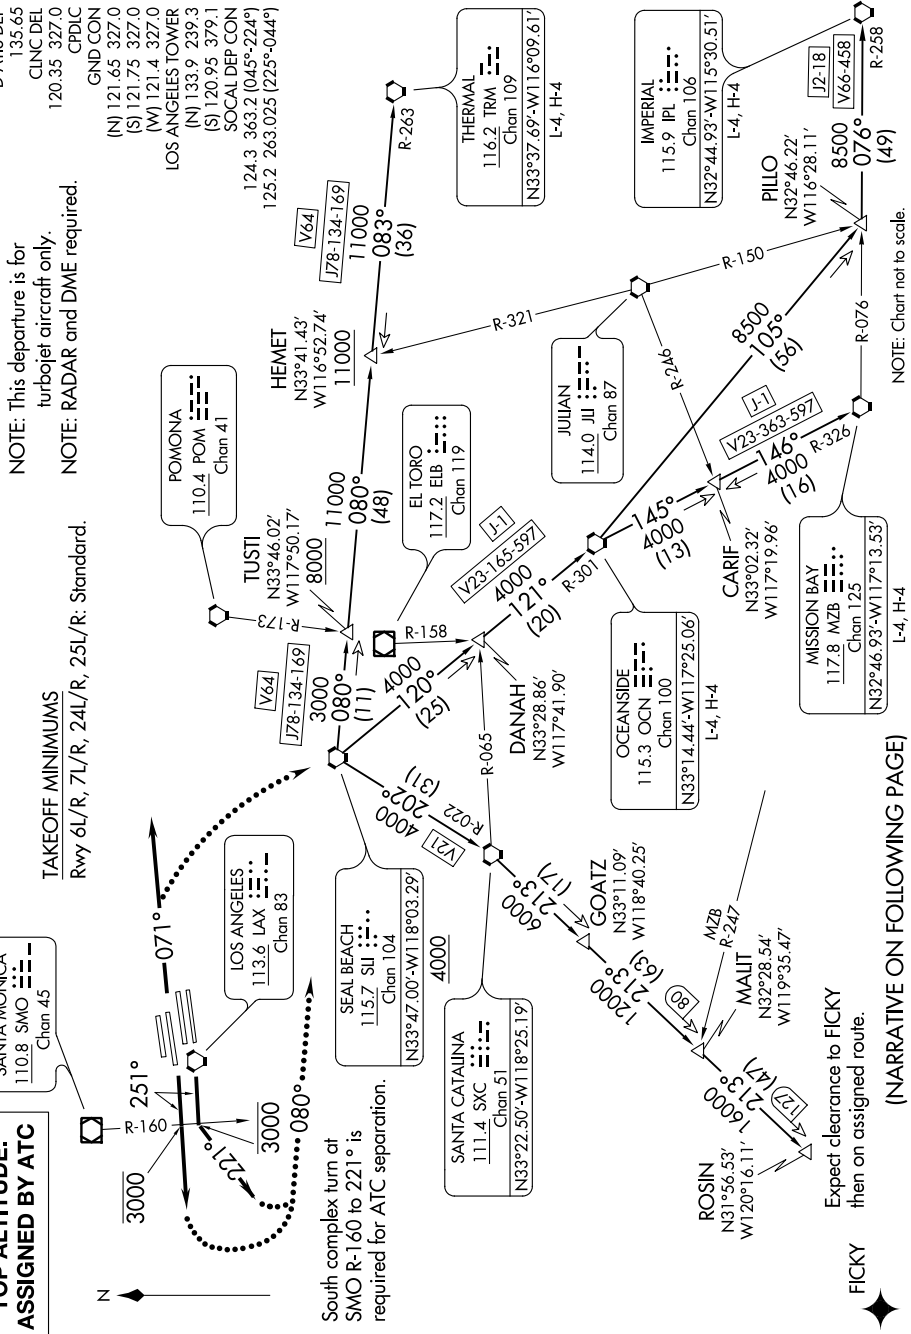 TOP ALTITUDE:
ASSIGNED BY ATC
135.65
CLNC DEL
120.35 327.0
CPDLC
GND CON
(N) 121.65 327.0
(S) 121.75 327.0
(W) 121.4 327.0
LOS ANGELES TOWER
(N) 133.9 239.3
(S) 120.95 379.1
SOCAL DEP CON
124.3 363.2 (045°-224°)
125.2 263.025 (225°-044°)
NOTE: This departure is for
turbojet aircraft only.
NOTE: RADAR and DME required.
TAKEOFF MINIMUMS
Rwy 6L/R, 7L/R, 24L/R, 25L/R: Standard.
SANTA MONICA
110.8 SMO
Chan 45
R-160
251°
071°
3000
3000
221°
080°
LOS ANGELES
113.6 LAX
Chan 83
N
South complex turn at
SMO R-160 to 221° is
required for ATC separation.
SEAL BEACH
115.7 SLI
Chan 104
N33°47.00'-W118°03.29'
4000
POMONA
110.4 POM
Chan 41
R-173
TUSTI
N33°46.02'
W117°50.17'
8000
V64
J78-134-169
3000
080°
(11)
11000
080°
(48)
HEMET
N33°41.43'
W116°52.74'
11000
V64
J78-134-169
11000
083°
(36)
R-263
THERMAL
116.2 TRM
Chan 109
N33°37.69'-W116°09.61'
L-4, H-4
EL TORO
117.2 ELB
Chan 119
R-158
4000
120°
(25)
DANAH
N33°28.86'
W117°41.90'
R-065
J-1
V23-165-597
4000
121°
(20)
R-301
OCEANSIDE
115.3 OCN
Chan 100
N33°14.44'-W117°25.06'
L-4, H-4
JULIAN
114.0 JLI
Chan 87
R-321
R-246
R-150
8500
105°
(56)
145°
4000
(13)
CARIF
N33°02.32'
W117°19.96'
J-1
V23-363-597
146°
4000
(16)
R-326
MISSION BAY
117.8 MZB
Chan 125
N32°46.93'-W117°13.53'
L-4, H-4
R-076
PILLO
N32°46.22'
W116°28.11'
J2-18
V66-458
8500
076°
(49)
R-258
IMPERIAL
115.9 IPL
Chan 106
N32°44.93'-W115°30.51'
L-4, H-4
4000
202°
(31)
R-022
V21
SANTA CATALINA
111.4 SXC
Chan 51
N33°22.50'-W118°25.19'
6000
213°
(17)
GOATZ
N33°11.09'
W118°40.25'
12000
213°
(63)
80
MZB
R-247
MALIT
N32°28.54'
W119°35.47'
16000
213°
(47)
127
ROSIN
N31°56.53'
W120°16.11'
FICKY
Expect clearance to FICKY
then on assigned route.
NOTE: Chart not to scale.
(NARRATIVE ON FOLLOWING PAGE)